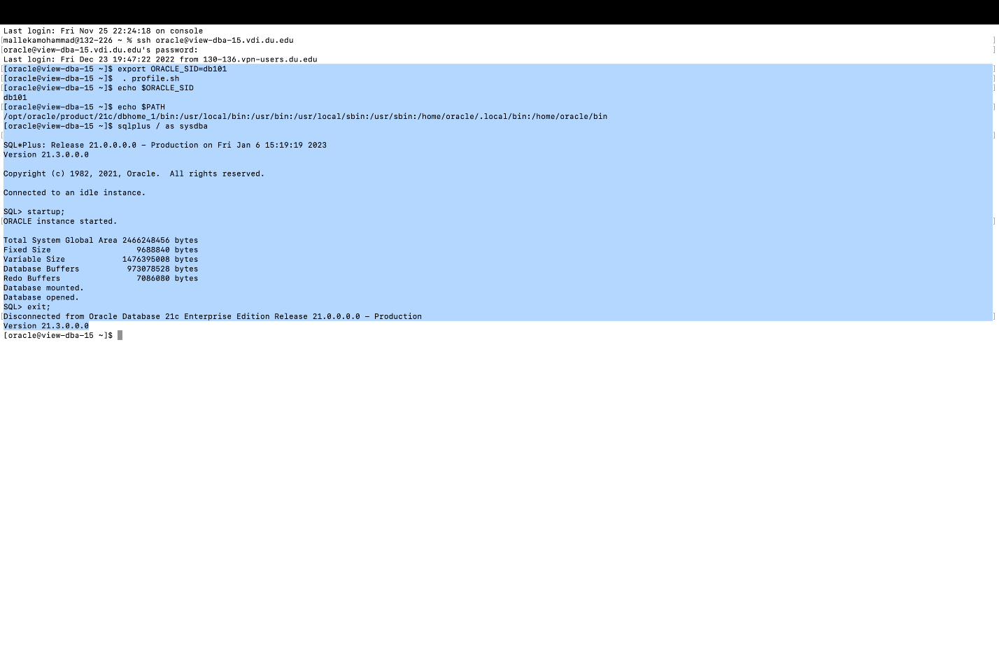 Last login: Fri Nov 25 22:24:18 on console
[mallekamohammad@132-226 ~ % ssh oracle@view-dba-15.vdi.du.edu ]
[oracle@view-dba-15.vdi.du.edu's password: ]
Last login: Fri Dec 23 19:47:22 2022 from 130-136.vpn-users.du.edu
[[oracle@view-dba-15 ~]$ export ORACLE_SID=db101 ]
[[oracle@view-dba-15 ~]$  . profile.sh ]
[[oracle@view-dba-15 ~]$ echo $ORACLE_SID ]
db101
[[oracle@view-dba-15 ~]$ echo $PATH ]
/opt/oracle/product/21c/dbhome_1/bin:/usr/local/bin:/usr/bin:/usr/local/sbin:/usr/sbin:/home/oracle/.local/bin:/home/oracle/bin
[oracle@view-dba-15 ~]$ sqlplus / as sysdba
[ ]
SQL*Plus: Release 21.0.0.0.0 - Production on Fri Jan 6 15:19:19 2023
Version 21.3.0.0.0
Copyright (c) 1982, 2021, Oracle.  All rights reserved.
Connected to an idle instance.
SQL> startup;
[ORACLE instance started. ]
Total System Global Area 2466248456 bytes
Fixed Size                  9688840 bytes
Variable Size            1476395008 bytes
Database Buffers          973078528 bytes
Redo Buffers                7086080 bytes
Database mounted.
Database opened.
SQL> exit;
[Disconnected from Oracle Database 21c Enterprise Edition Release 21.0.0.0.0 - Production ]
Version 21.3.0.0.0
[oracle@view-dba-15 ~]$